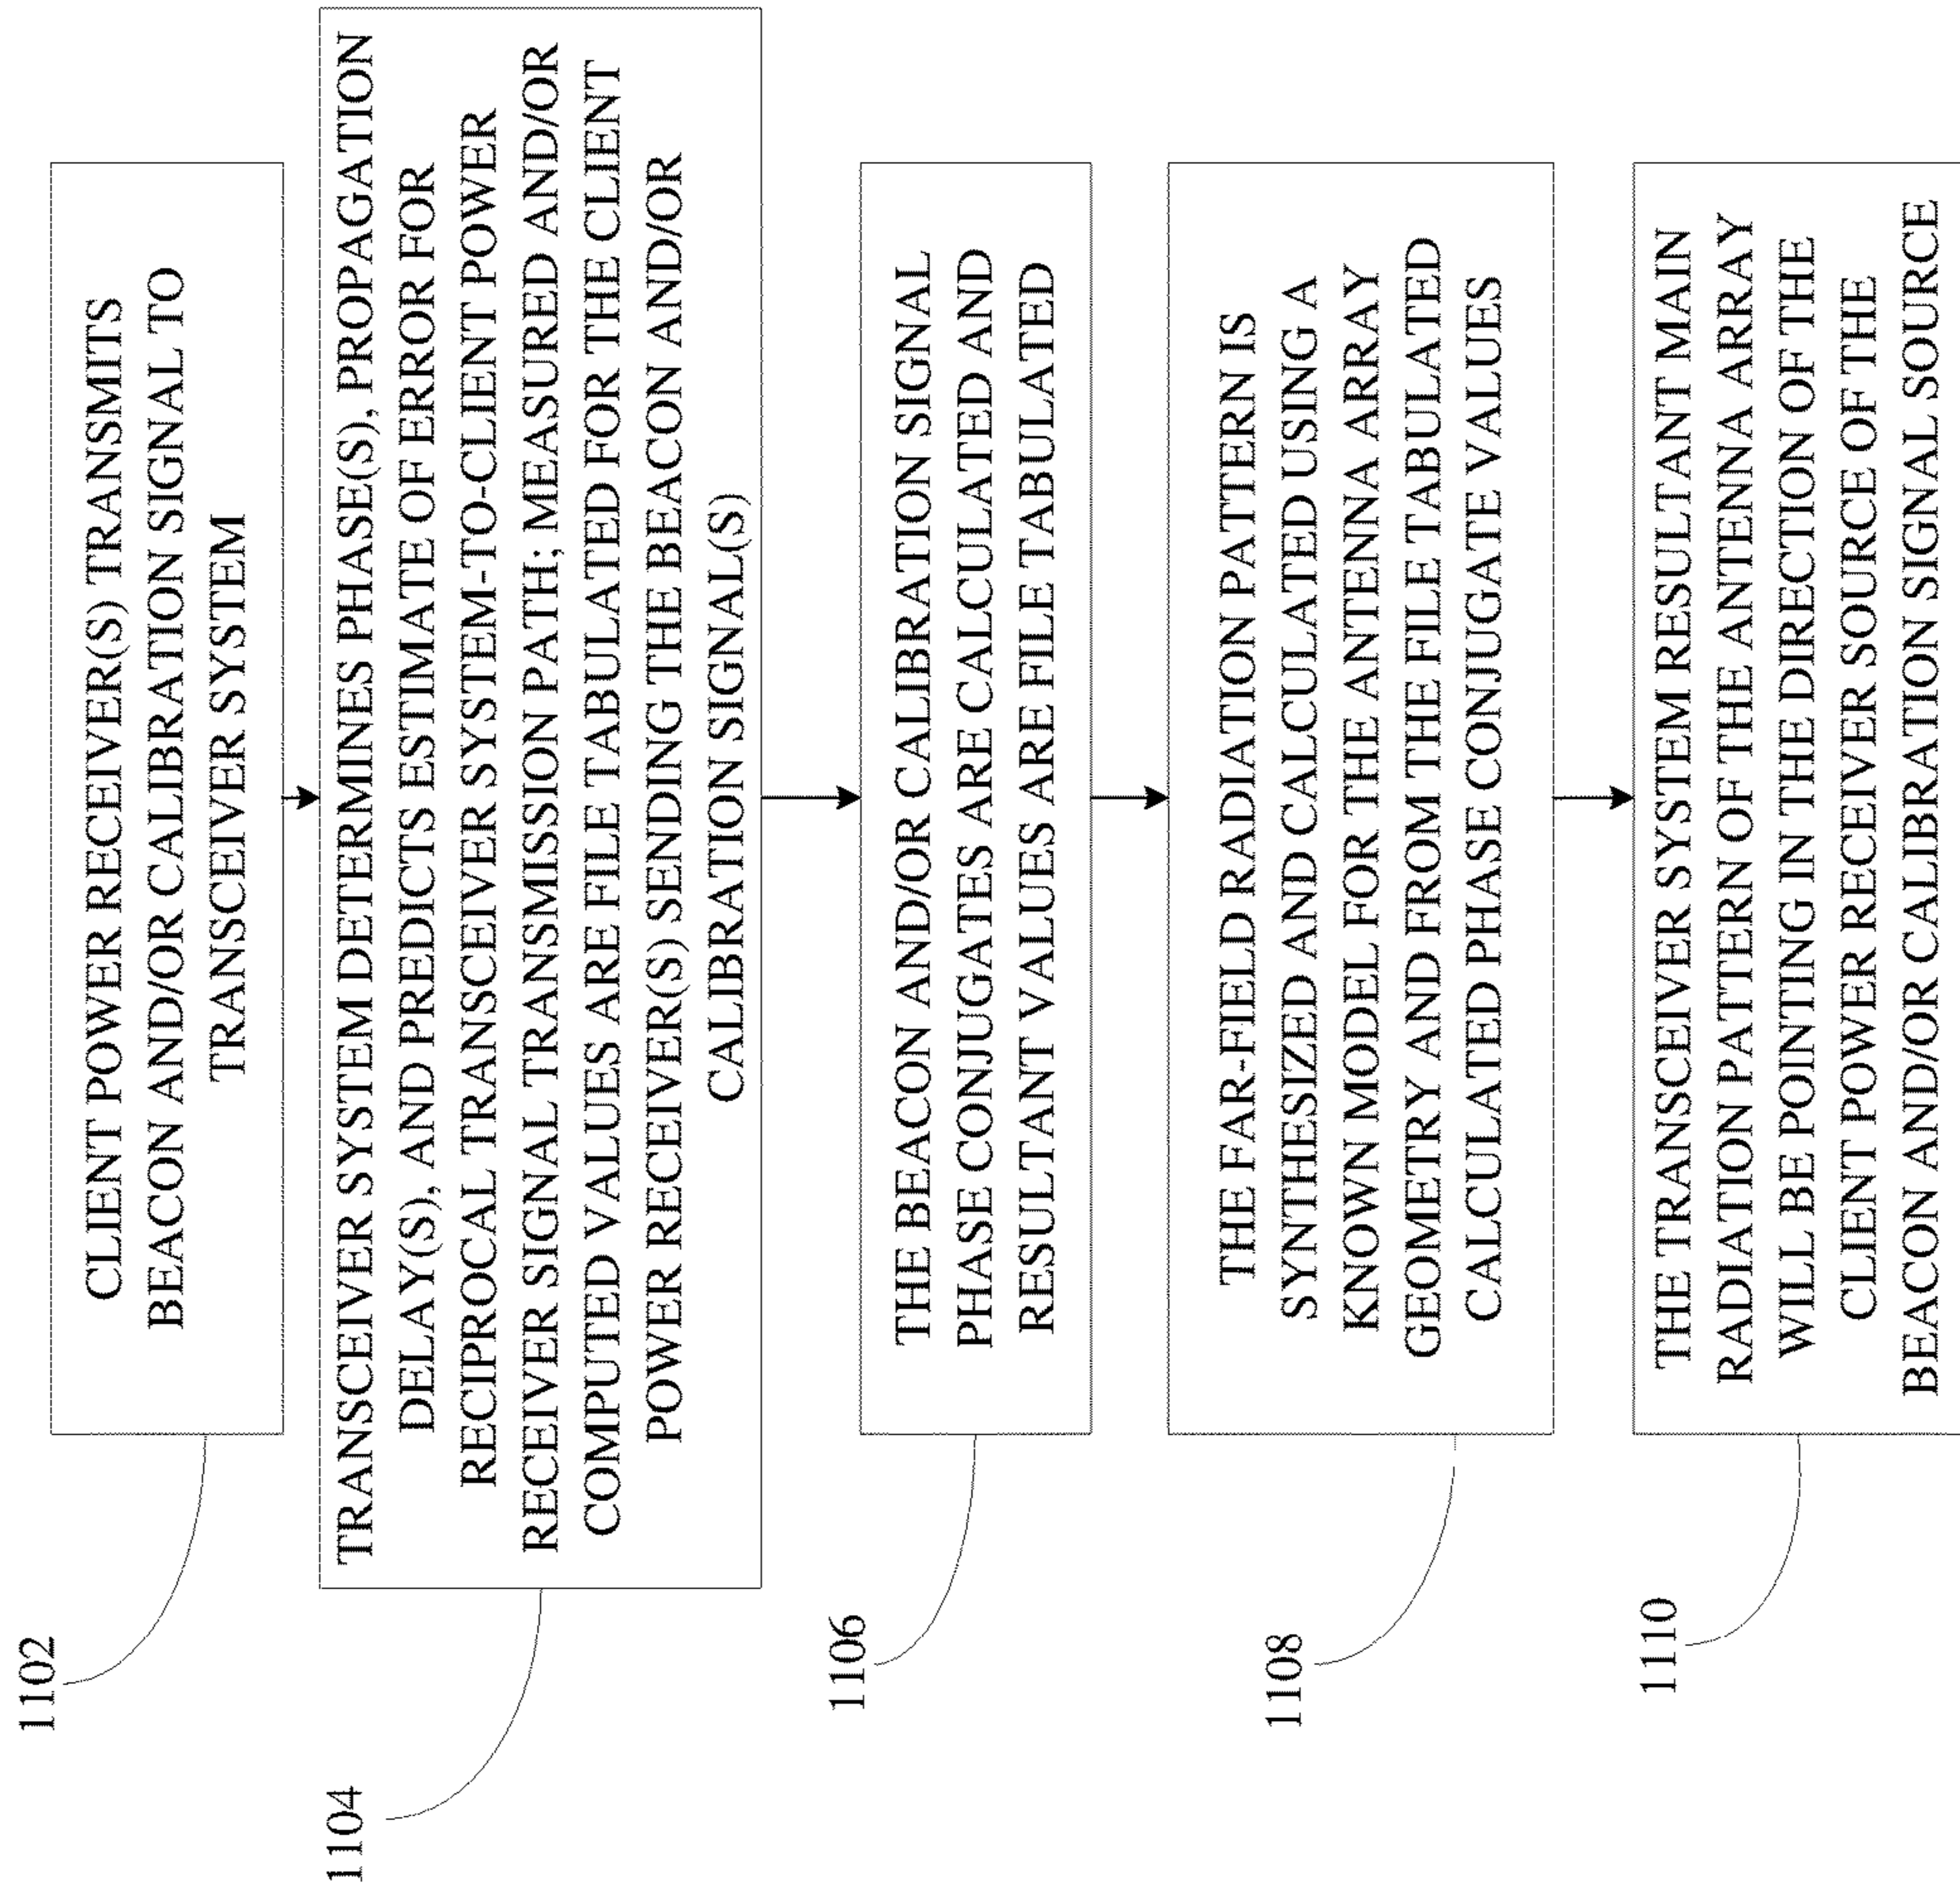 1102
CLIENT POWER RECEIVER(S) TRANSMITS
BEACON AND/OR CALIBRATION SIGNAL TO
TRANSCEIVER SYSTEM
1104
TRANSCEIVER SYSTEM DETERMINES PHASE(S), PROPAGATION
DELAY(S), AND PREDICTS ESTIMATE OF ERROR FOR
RECIPROCAL TRANSCEIVER SYSTEM-TO-CLIENT POWER
RECEIVER SIGNAL TRANSMISSION PATH; MEASURED AND/OR
COMPUTED VALUES ARE FILE TABULATED FOR THE CLIENT
POWER RECEIVER(S) SENDING THE BEACON AND/OR
CALIBRATION SIGNAL(S)
1106
THE BEACON AND/OR CALIBRATION SIGNAL
PHASE CONJUGATES ARE CALCULATED AND
RESULTANT VALUES ARE FILE TABULATED
1108
THE FAR-FIELD RADIATION PATTERN IS
SYNTHESIZED AND CALCULATED USING A
KNOWN MODEL FOR THE ANTENNA ARRAY
GEOMETRY AND FROM THE FILE TABULATED
CALCULATED PHASE CONJUGATE VALUES
1110
THE TRANSCEIVER SYSTEM RESULTANT MAIN
RADIATION PATTERN OF THE ANTENNA ARRAY
WILL BE POINTING IN THE DIRECTION OF THE
CLIENT POWER RECEIVER SOURCE OF THE
BEACON AND/OR CALIBRATION SIGNAL SOURCE